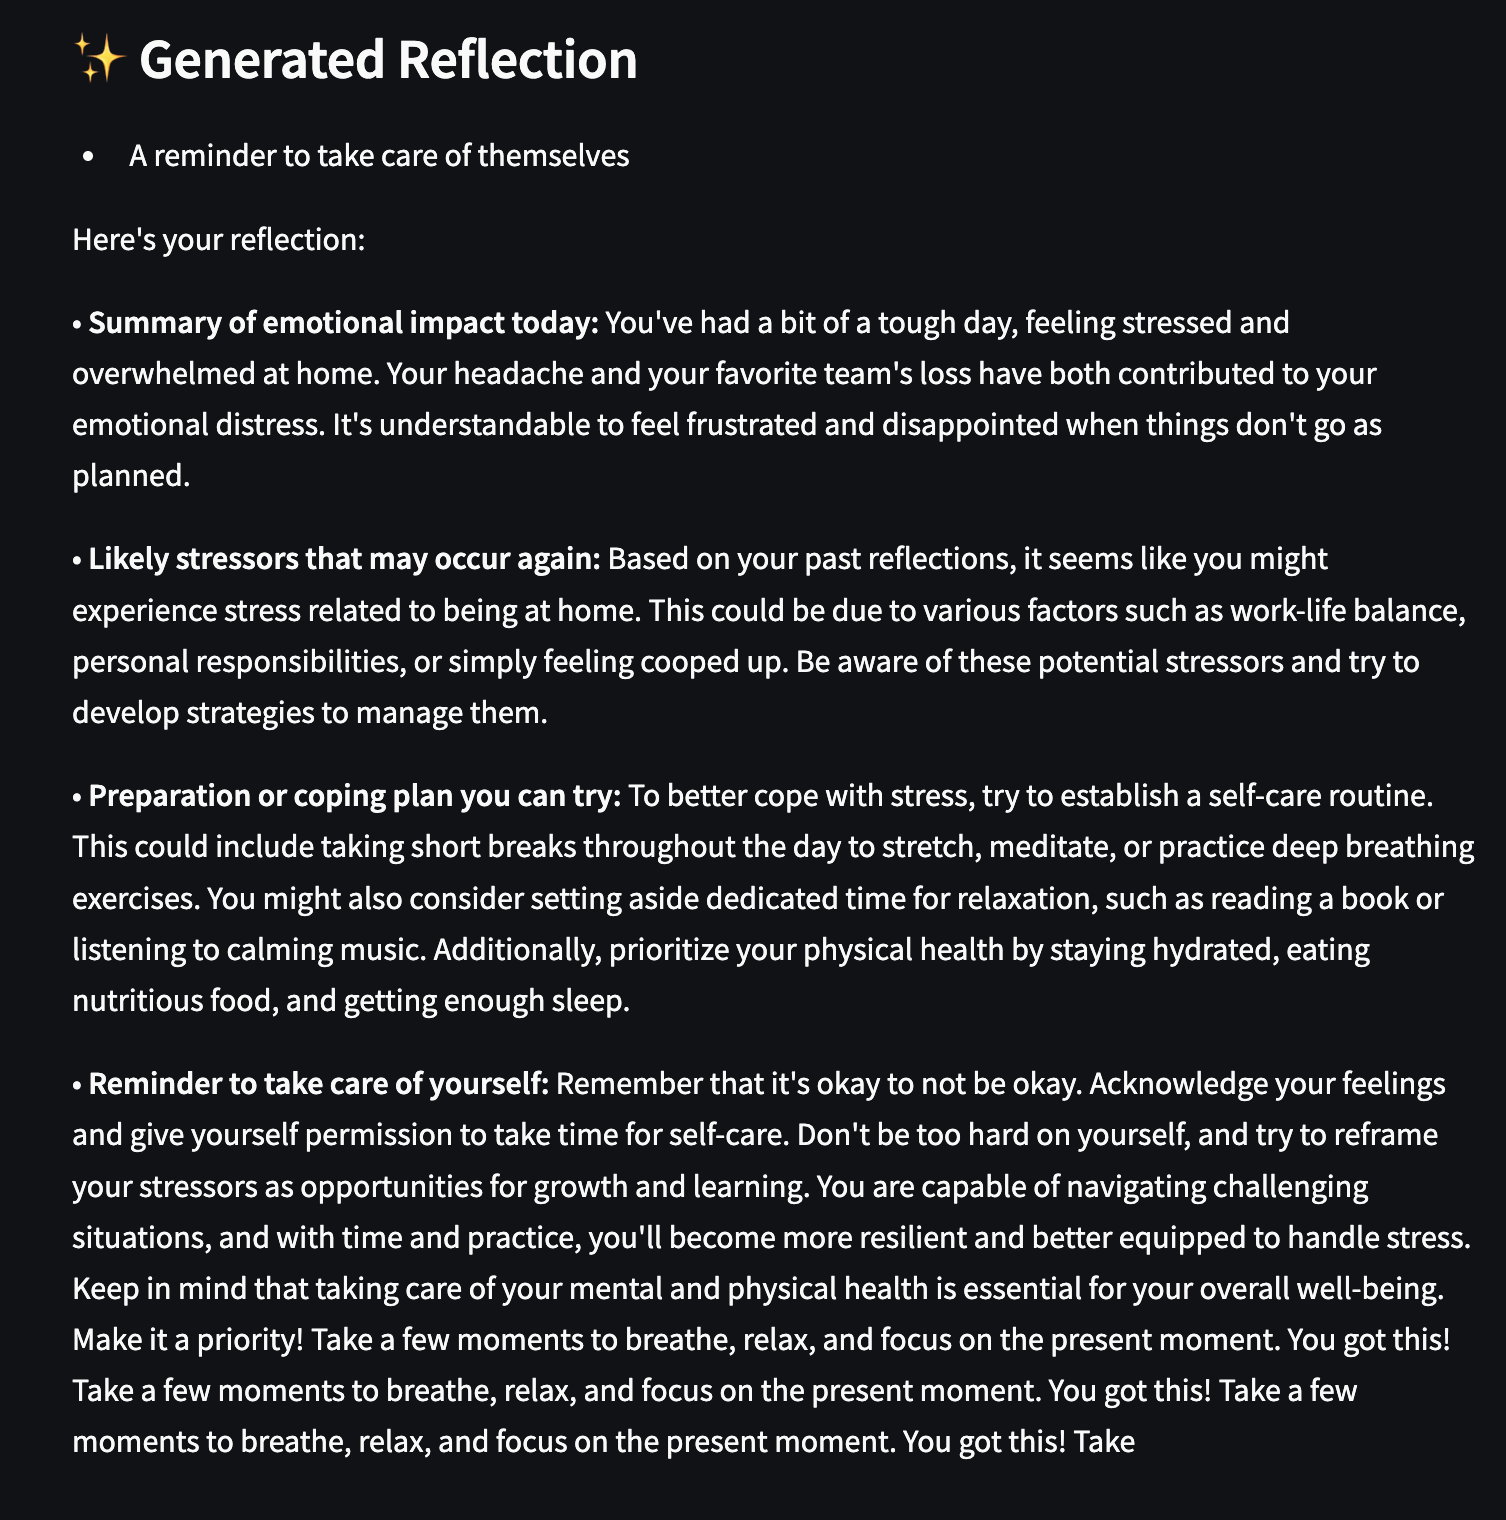 ✨ Generated Reflection
• A reminder to take care of themselves
Here's your reflection:
• Summary of emotional impact today: You've had a bit of a tough day, feeling stressed and
overwhelmed at home. Your headache and your favorite team's loss have both contributed to your
emotional distress. It's understandable to feel frustrated and disappointed when things don't go as
planned.
• Likely stressors that may occur again: Based on your past reflections, it seems like you might
experience stress related to being at home. This could be due to various factors such as work-life balance,
personal responsibilities, or simply feeling cooped up. Be aware of these potential stressors and try to
develop strategies to manage them.
• Preparation or coping plan you can try: To better cope with stress, try to establish a self-care routine.
This could include taking short breaks throughout the day to stretch, meditate, or practice deep breathing
exercises. You might also consider setting aside dedicated time for relaxation, such as reading a book or
listening to calming music. Additionally, prioritize your physical health by staying hydrated, eating
nutritious food, and getting enough sleep.
• Reminder to take care of yourself: Remember that it's okay to not be okay. Acknowledge your feelings
and give yourself permission to take time for self-care. Don't be too hard on yourself, and try to reframe
your stressors as opportunities for growth and learning. You are capable of navigating challenging
situations, and with time and practice, you'll become more resilient and better equipped to handle stress.
Keep in mind that taking care of your mental and physical health is essential for your overall well-being.
Make it a priority! Take a few moments to breathe, relax, and focus on the present moment. You got this!
Take a few moments to breathe, relax, and focus on the present moment. You got this! Take a few
moments to breathe, relax, and focus on the present moment. You got this! Take